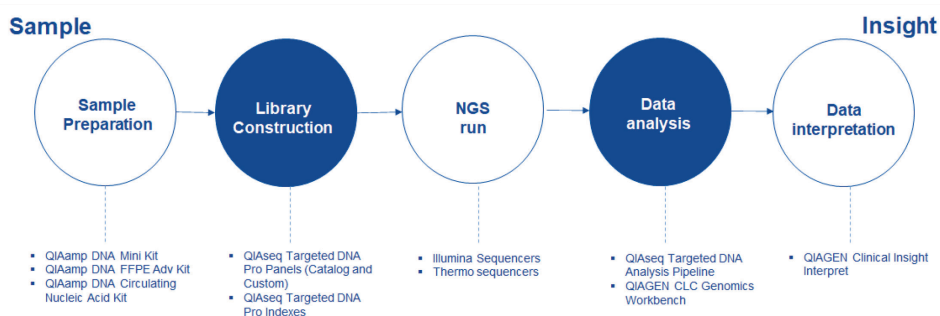 Sample
Insight
Sample
Preparation
Library
Construction
NGS
run
Data
analysis
Data
interpretation
▪ QIAamp DNA Mini Kit
▪ QIAamp DNA FFPE Adv Kit
▪ QIAamp DNA Circulating
Nucleic Acid Kit
▪ QIAseq Targeted DNA
Pro Panels (Catalog and
Custom)
▪ QIAseq Targeted DNA
Pro Indexes
▪ Illumina Sequencers
▪ Thermo sequencers
▪ QIAseq Targeted DNA
Analysis Pipeline
▪ QIAGEN CLC Genomics
Workbench
▪ QIAGEN Clinical Insight
Interpret